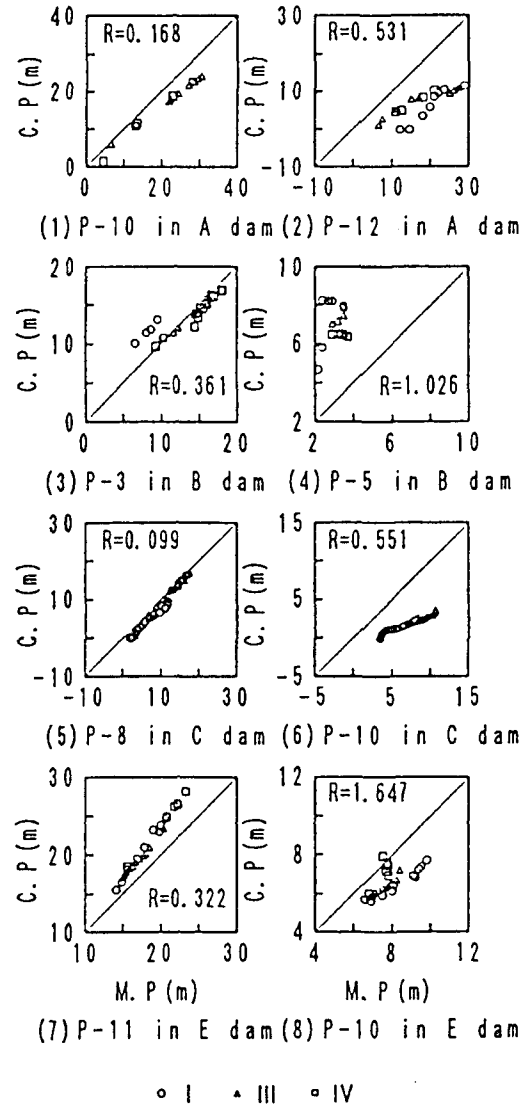 40
C. P (m)
20
0
R=0.168
0 20 40
(1) P-10 in A dam
30
C. P (m)
10
-10
R=0.531
-10 10 30
(2) P-12 in A dam
20
C. P (m)
10
0
R=0.361
0 10 20
(3) P-3 in B dam
10
C. P (m)
6
2
R=1.026
2 6 10
(4) P-5 in B dam
30
C. P (m)
10
-10
R=0.099
-10 10 30
(5) P-8 in C dam
15
C. P (m)
5
-5
R=0.551
-5 5 15
(6) P-10 in C dam
30
C. P (m)
20
10
R=0.322
10 20 30
M. P (m)
(7) P-11 in E dam
12
C. P (m)
8
4
R=1.647
4 8 12
M. P (m)
(8) P-10 in E dam
I III IV